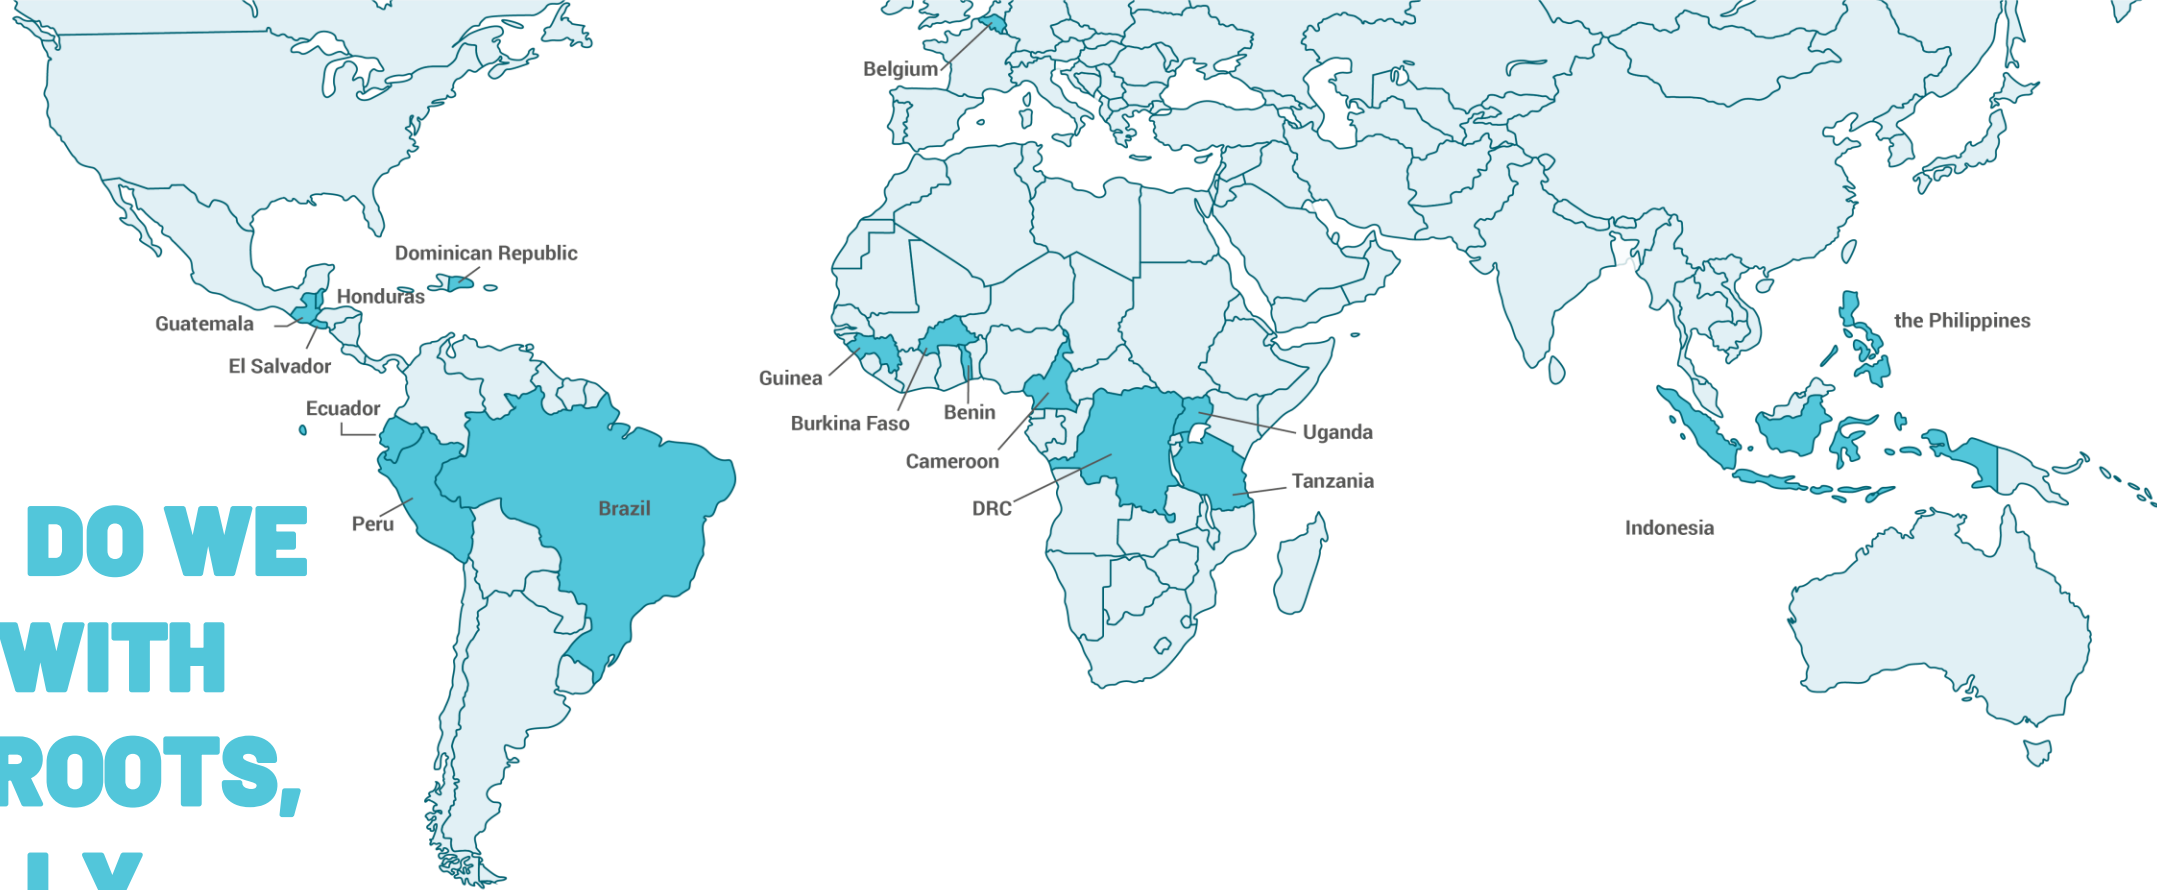 Belgium
Dominican Republic
Honduras
Guatemala
El Salvador
Ecuador
Peru
Brazil
Guinea
Burkina Faso
Benin
Cameroon
DRC
Uganda
Tanzania
the Philippines
Indonesia
DO WE
WITH
ROOTS,
LY